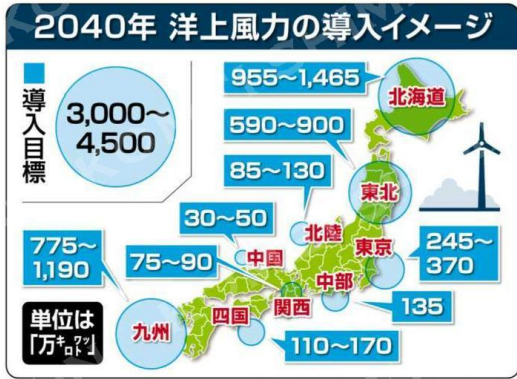 2040年 洋上風力の導入イメージ
導入目標
3,000～
4,500
955～1,465
北海道
590～900
東北
85～130
北陸
30～50
中国
775～
1,190
75～90
関西
東京
245～
370
中部
135
九州
四国
110～170
単位は
「万キロワット」